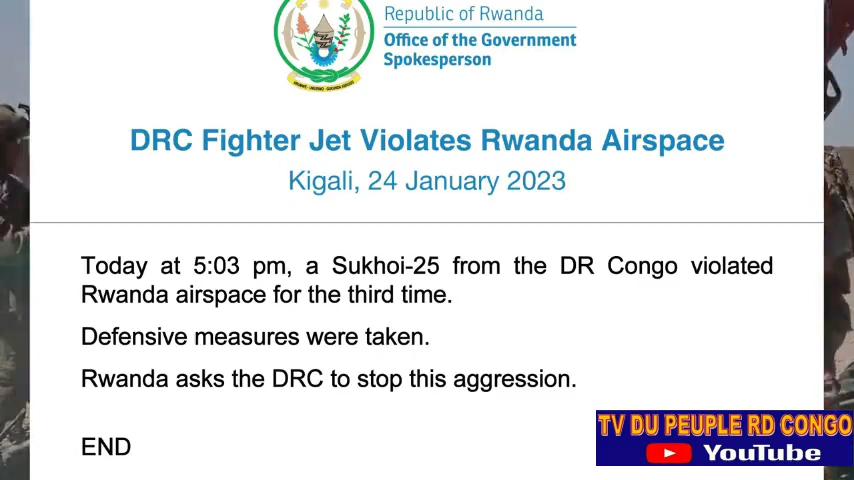 Republic of Rwanda
Office of the Government
Spokesperson
DRC Fighter Jet Violates Rwanda Airspace
Kigali, 24 January 2023
Today at 5:03 pm, a Sukhoi-25 from the DR Congo violated
Rwanda airspace for the third time.
Defensive measures were taken.
Rwanda asks the DRC to stop this aggression.
END
TV DU PEUPLE RD CONGO
YouTube